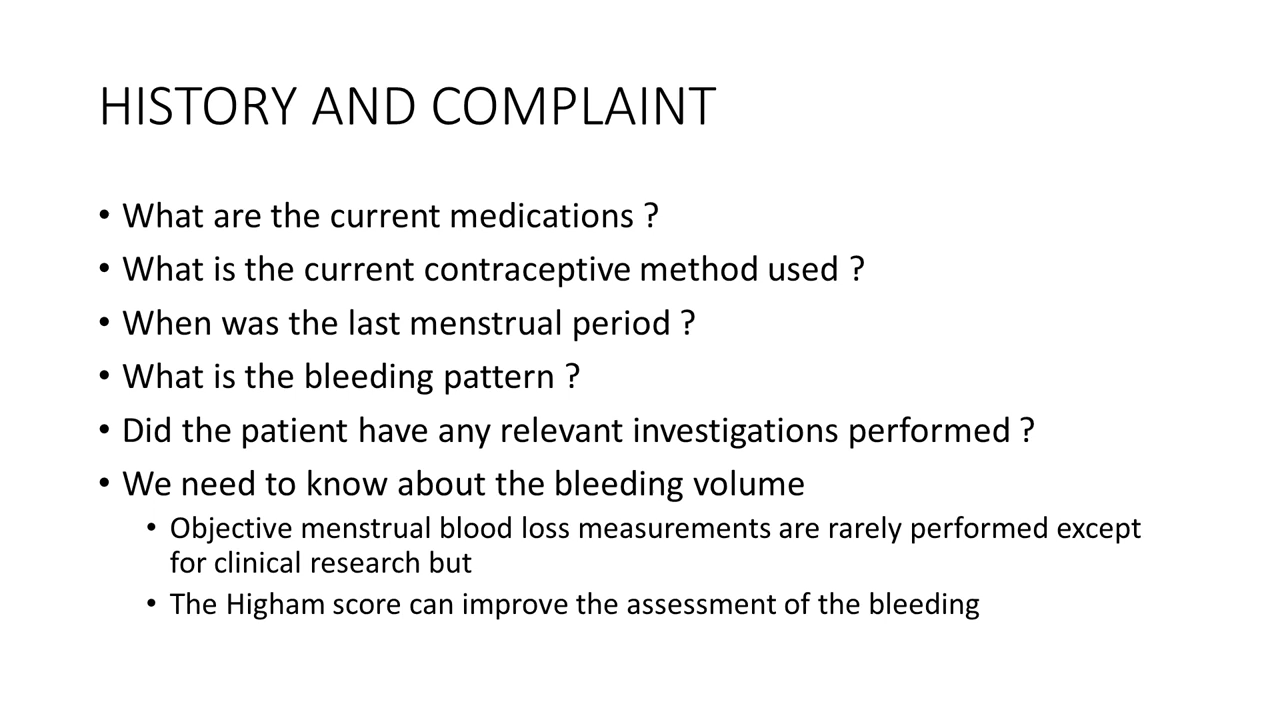 HISTORY AND COMPLAINT
• What are the current medications ?
• What is the current contraceptive method used ?
• When was the last menstrual period ?
• What is the bleeding pattern ?
• Did the patient have any relevant investigations performed ?
• We need to know about the bleeding volume
• Objective menstrual blood loss measurements are rarely performed except
for clinical research but
• The Higham score can improve the assessment of the bleeding